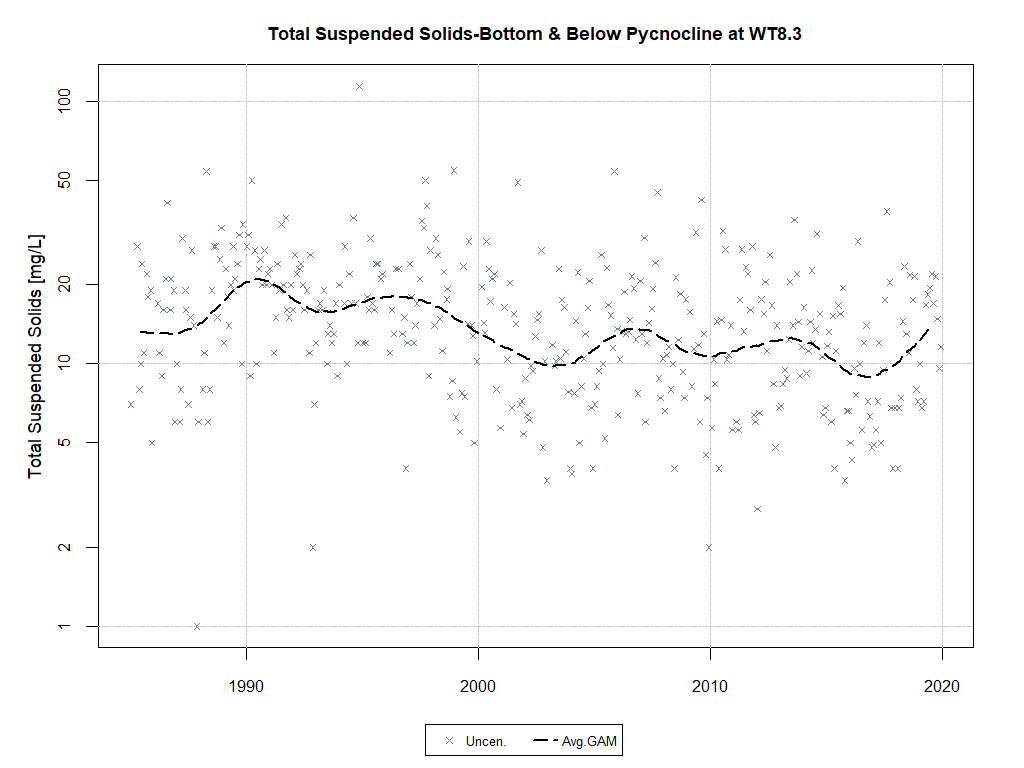 Total Suspended Solids-Bottom & Below Pycnocline at WT8.3
Total Suspended Solids [mg/L]
100
50
20
10
5
2
1
1990 2000 2010 2020
Uncen. Avg.GAM